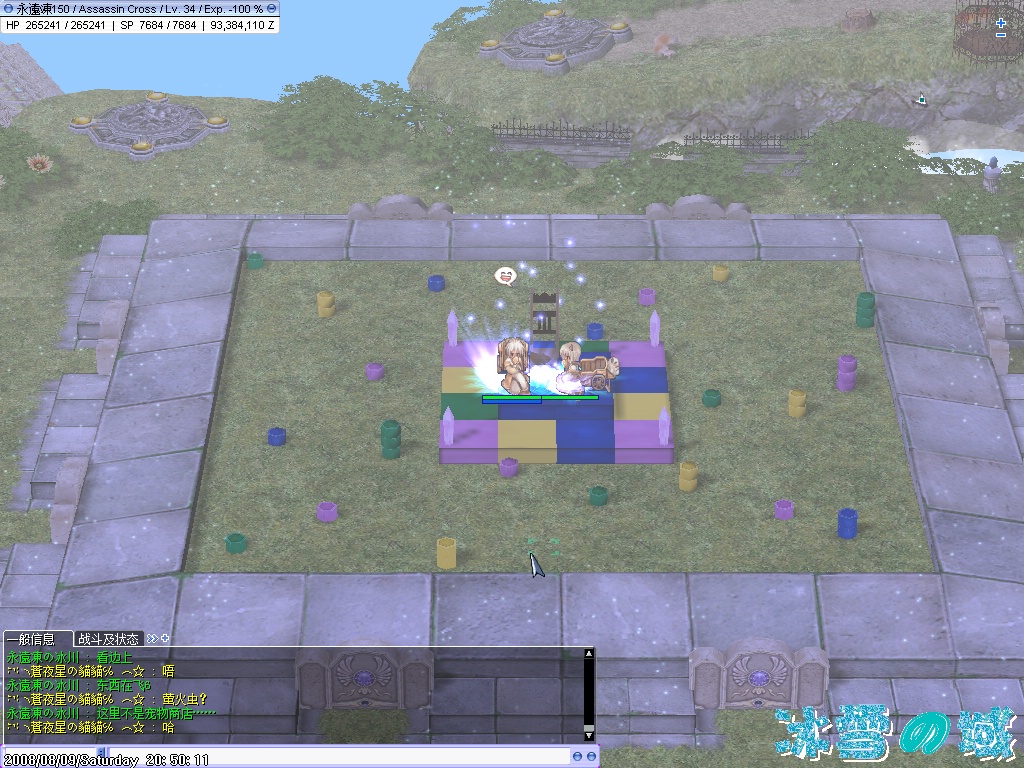 永遠凍150 / Assassin Cross / Lv. 34 / Exp. -100 %
HP 265241 / 265241 | SP 7684 / 7684 | 93,384,110 Z
一般信息 战斗及状态
永遠凍の冰川 : 看边上
蒼夜星の貓貓℅ ︵☆ : 唔
永遠凍の冰川 : 东西在飞
蒼夜星の貓貓℅ ︵☆ : 萤火虫?
永遠凍の冰川 : 这里不是宠物商店……
蒼夜星の貓貓℅ ︵☆ : 哈
2008/08/09/Saturday 20:50:11
冰雪の域